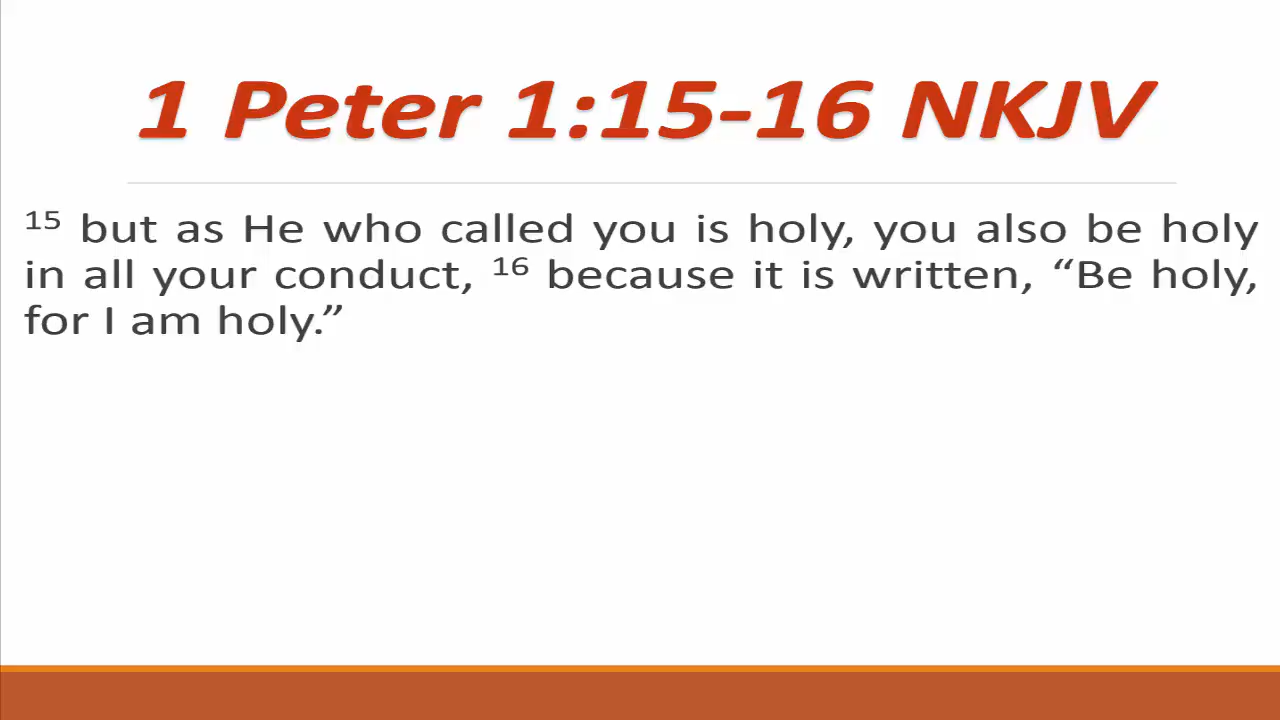 1 Peter 1:15-16 NKJV
15 but as He who called you is holy, you also be holy
in all your conduct, 16 because it is written, “Be holy,
for I am holy.”